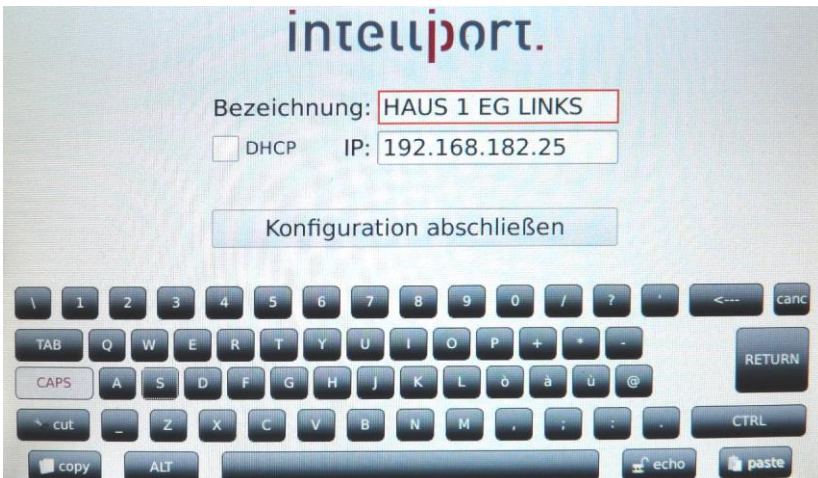 intelliport.
Bezeichnung: HAUS 1 EG LINKS
DHCP IP: 192.168.182.25
Konfiguration abschließen
\ 1 2 3 4 5 6 7 8 9 0 / ? ' <--- canc
TAB Q W E R T Y U I O P + * -
RETURN
CAPS A S D F G H J K L ò à ù @
cut _ Z X C V B N M , ; : . CTRL
copy ALT echo paste